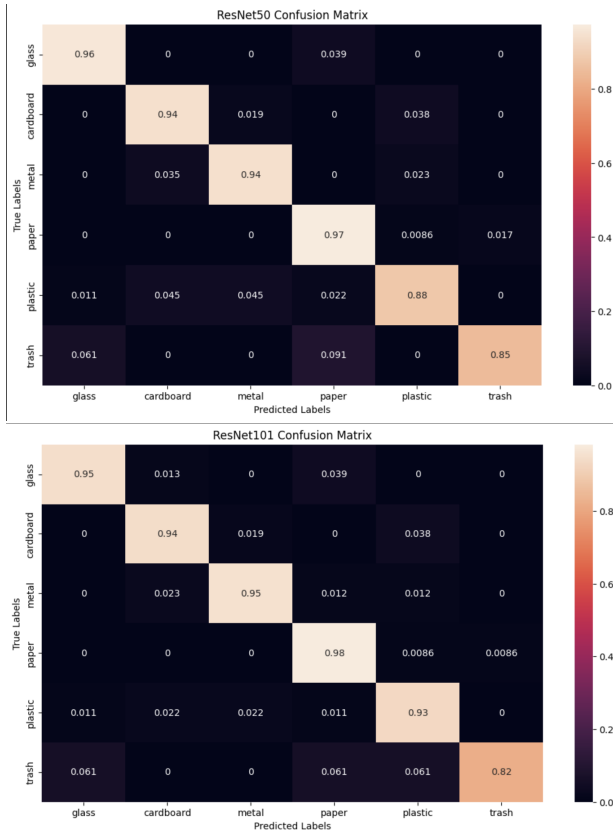 ResNet50 Confusion Matrix
glass 0.96 0 0 0.039 0 0
cardboard 0 0.94 0.019 0 0.038 0
metal 0 0.035 0.94 0 0.023 0
paper 0 0 0 0.97 0.0086 0.017
plastic 0.011 0.045 0.045 0.022 0.88 0
trash 0.061 0 0 0.091 0 0.85
True Labels
glass cardboard metal paper plastic trash
Predicted Labels
0.8
0.6
0.4
0.2
0.0
ResNet101 Confusion Matrix
glass 0.95 0.013 0 0.039 0 0
cardboard 0 0.94 0.019 0 0.038 0
metal 0 0.023 0.95 0.012 0.012 0
paper 0 0 0 0.98 0.0086 0.0086
plastic 0.011 0.022 0.022 0.011 0.93 0
trash 0.061 0 0 0.061 0.061 0.82
True Labels
glass cardboard metal paper plastic trash
Predicted Labels
0.8
0.6
0.4
0.2
0.0